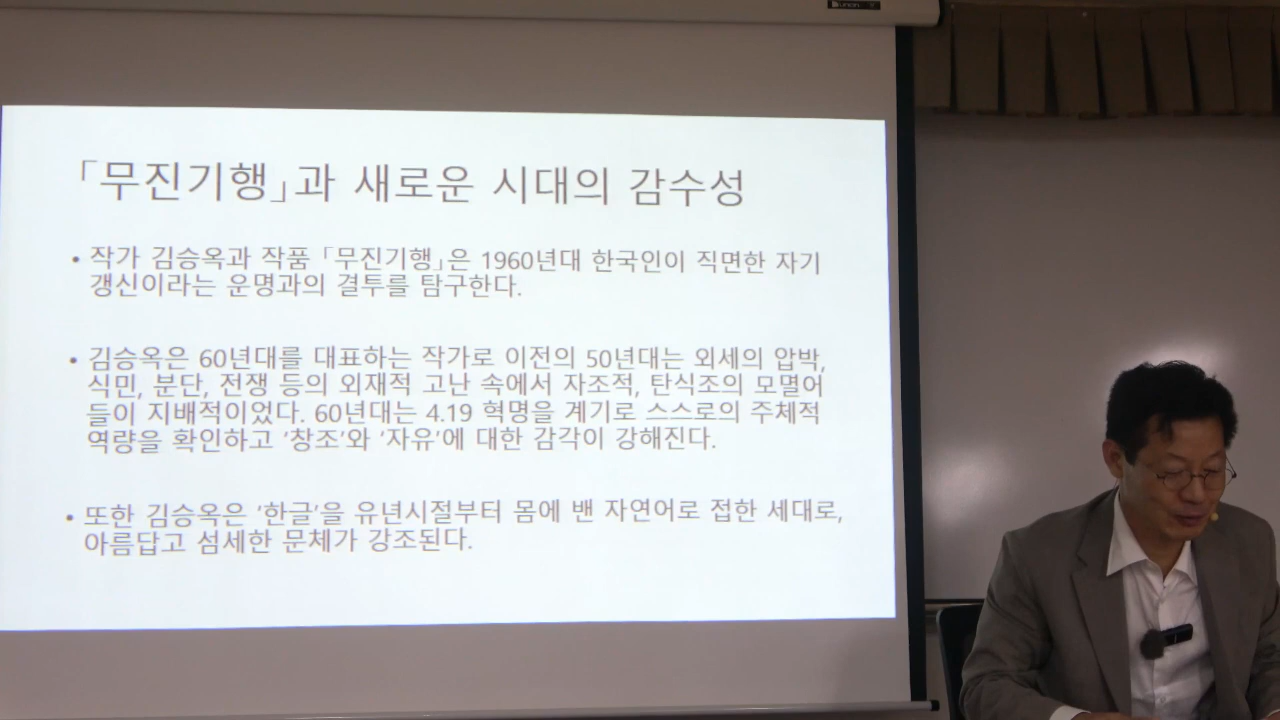 「무진기행」과 새로운 시대의 감수성
• 작가 김승옥과 작품 「무진기행」은 1960년대 한국인이 직면한 자기
갱신이라는 운명과의 결투를 탐구한다.
• 김승옥은 60년대를 대표하는 작가로 이전의 50년대는 외세의 압박,
식민, 분단, 전쟁 등의 외재적 고난 속에서 자조적, 탄식조의 모멸어
들이 지배적이었다. 60년대는 4.19 혁명을 계기로 스스로의 주체적
역량을 확인하고 ‘창조’와 ‘자유’에 대한 감각이 강해진다.
• 또한 김승옥은 ‘한글’을 유년시절부터 몸에 밴 자연어로 접한 세대로,
아름답고 섬세한 문체가 강조된다.